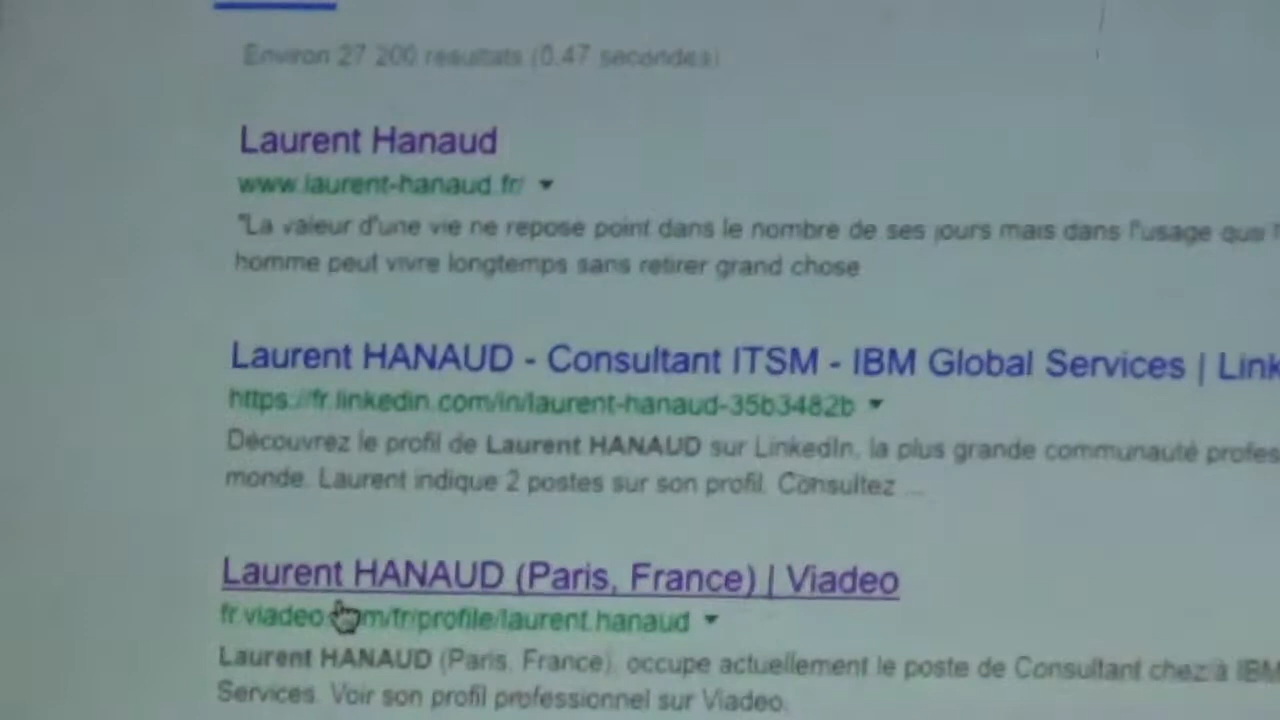 Environ 27 200 résultats (0,47 secondes)
Laurent Hanaud
www.laurent-hanaud.fr/
"La valeur d'une vie ne repose point dans le nombre de ses jours mais dans l'usage que
homme peut vivre longtemps sans retirer grand chose
Laurent HANAUD - Consultant ITSM - IBM Global Services | Link
https://fr.linkedin.com/in/laurent-hanaud-35b3482b
Découvrez le profil de Laurent HANAUD sur LinkedIn, la plus grande communauté profes
monde. Laurent indique 2 postes sur son profil. Consultez ...
Laurent HANAUD (Paris, France) | Viadeo
fr.viadeo. m/fr/profile/laurent.hanaud
Laurent HANAUD (Paris, France), occupe actuellement le poste de Consultant chez à IBM
Services. Voir son profil professionnel sur Viadeo.